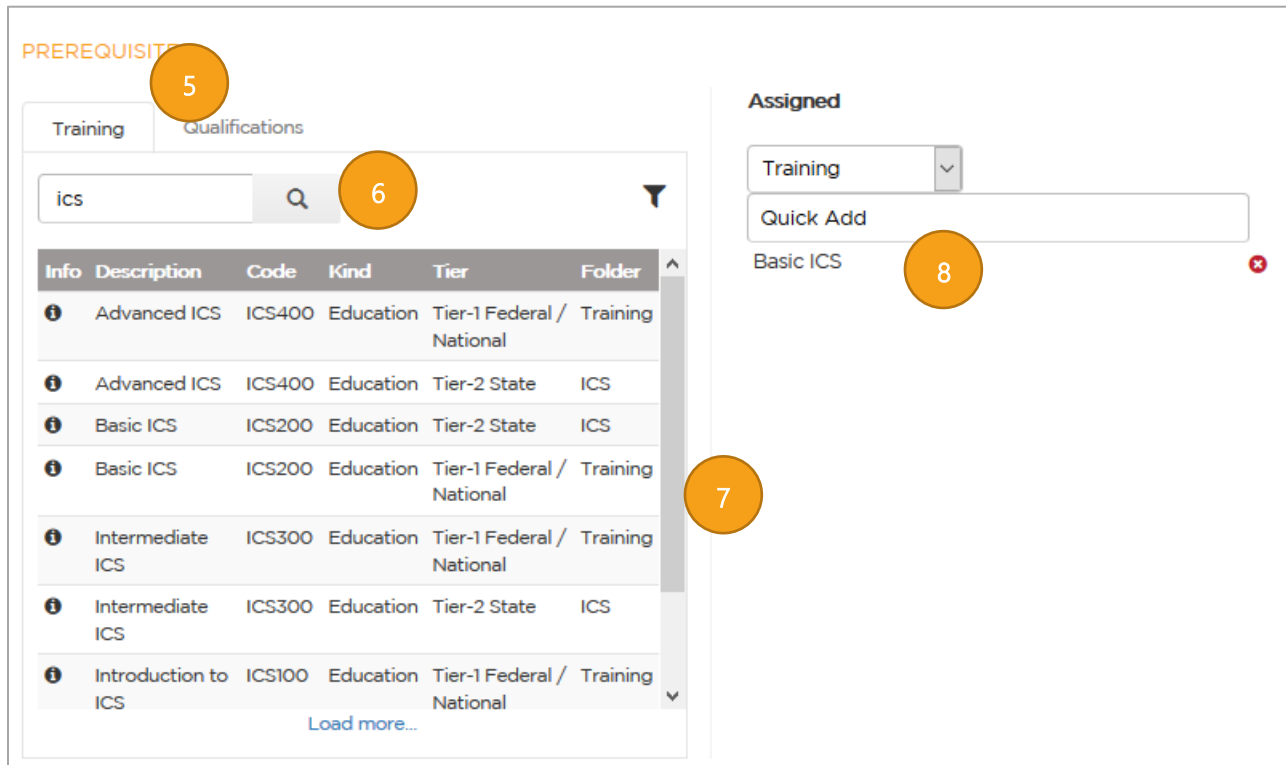 PREREQUISITE
5
Training
Qualifications
ics
6
Info Description Code Kind Tier Folder
Advanced ICS ICS400 Education Tier-1 Federal / Training
National
Advanced ICS ICS400 Education Tier-2 State ICS
Basic ICS ICS200 Education Tier-2 State ICS
Basic ICS ICS200 Education Tier-1 Federal / Training
National
Intermediate ICS300 Education Tier-1 Federal / Training
ICS National
Intermediate ICS300 Education Tier-2 State ICS
ICS
Introduction to ICS100 Education Tier-1 Federal / Training
ICS National
Load more...
7
Assigned
Training
Quick Add
Basic ICS
8